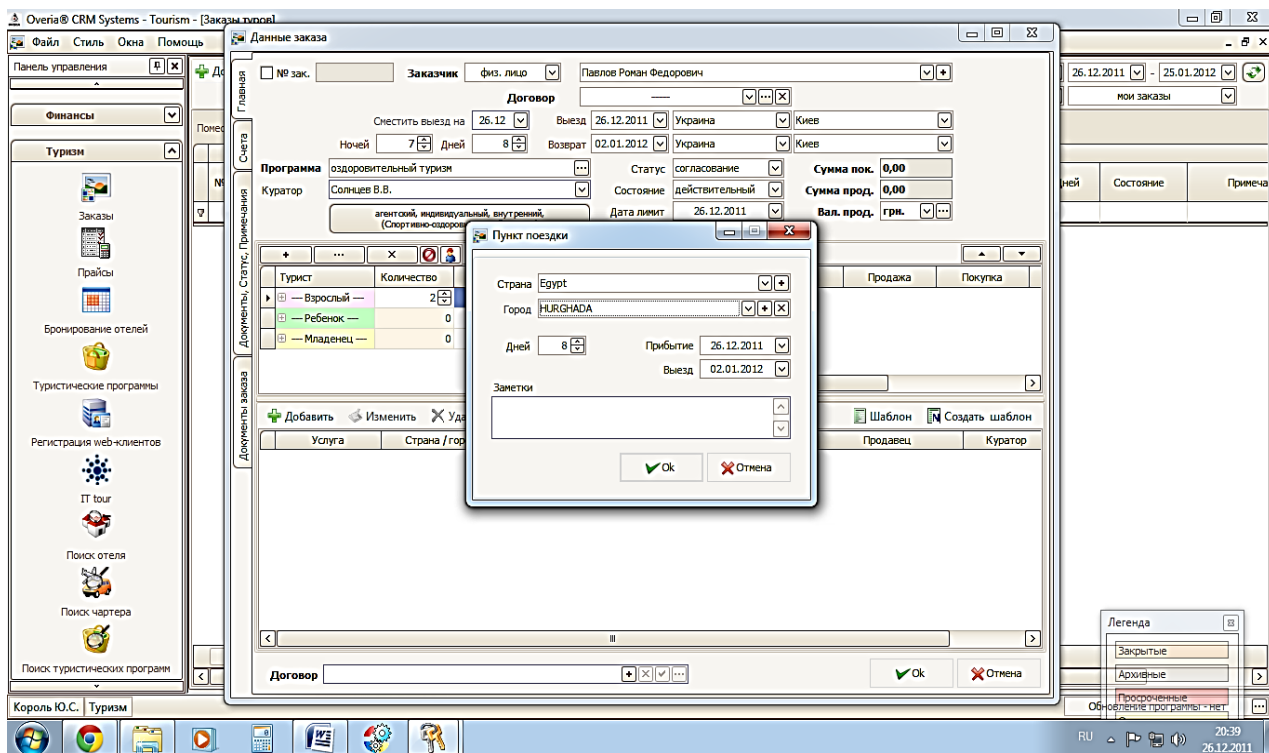 Overia® CRM Systems - Tourism - [Заказы туров]
Файл Стиль Окна Помощь
Панель управления
Финансы
Туризм
Заказы
Прайсы
Бронирование отелей
Туристические программы
Регистрация web-клиентов
IT tour
Поиск отеля
Поиск чартера
Поиск туристических программ
Король Ю.С. Туризм
26.12.2011 - 25.01.2012
мои заказы
Состояние
Данные заказа
Главная
Счета
Документы, Статус, Примечания
Документы заказа
№ зак. Заказчик физ. лицо Павлов Роман Федорович
Договор -----
Сместить выезд на 26.12 Выезд 26.12.2011 Украина Киев
Ночей 7 Дней 8 Возврат 02.01.2012 Украина Киев
Программа оздоровительный туризм Статус согласование Сумма пок. 0,00
Куратор Солнцев В.В. Состояние действительный Сумма прод. 0,00
агентский, индивидуальный, внутренний, Дата лимит 26.12.2011 Вал. прод. грн.
Турист Количество Продажа Покупка
--- Взрослый --- 2
--- Ребенок --- 0
--- Младенец --- 0
Добавить Изменить Шаблон Создать шаблон
Услуга Продавец Куратор
Договор Ok Отмена
Пункт поездки
Страна Egypt
Город HURGHADA
Дней 8 Прибытие 26.12.2011
Выезд 02.01.2012
Заметки
Ok Отмена
Легенда
Закрытые
Архивные
Просроченные
Обновление программы - нет
RU 20:39
26.12.2011